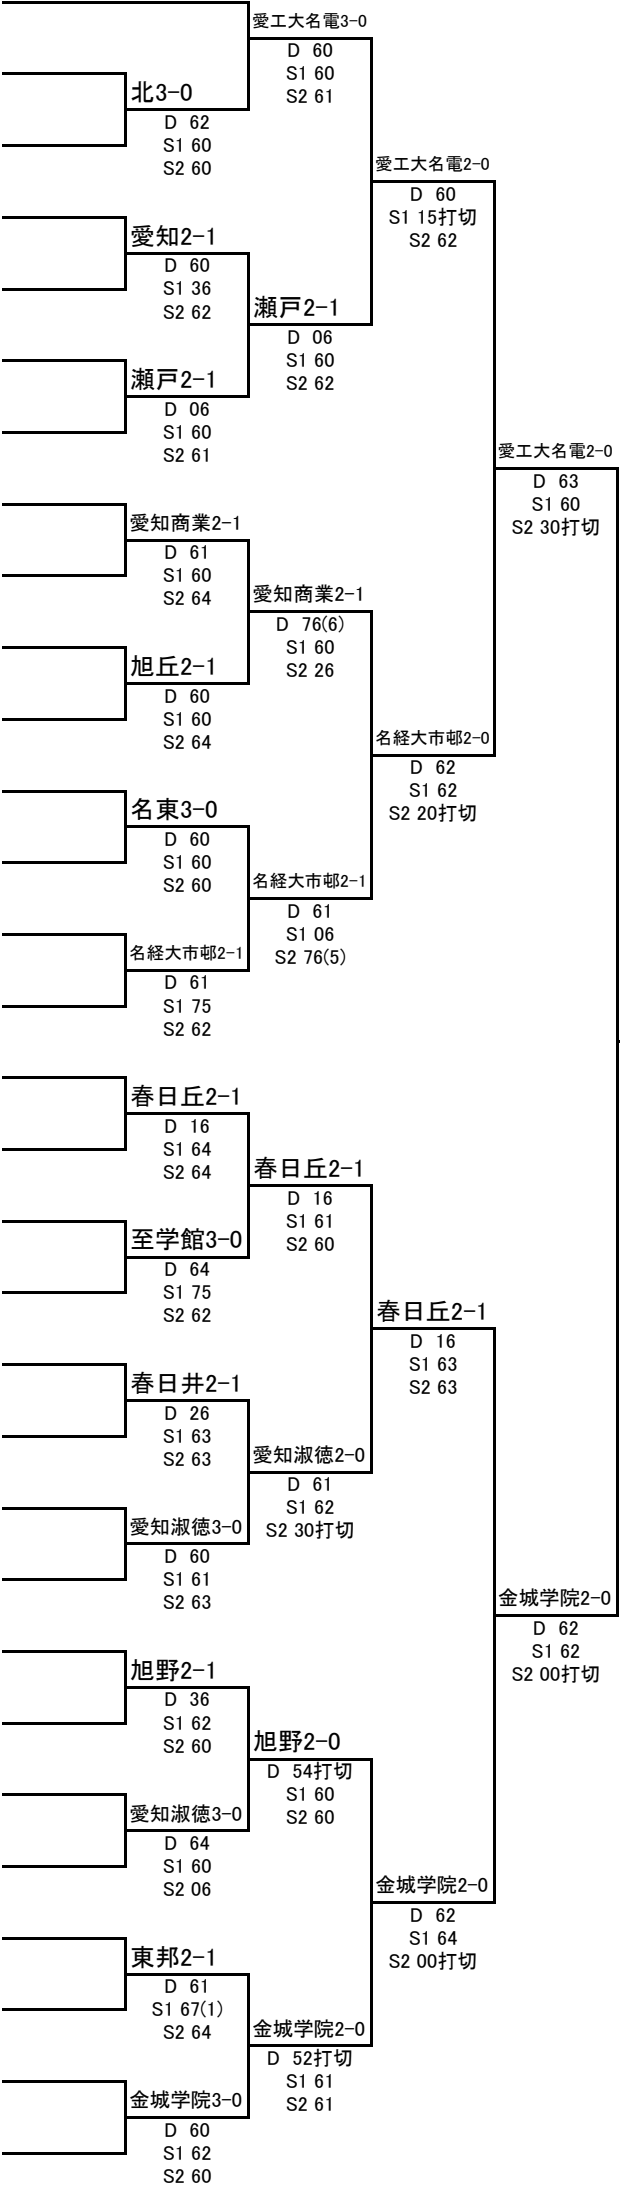 愛工大名電3-0
D 60
S1 60
S2 61
北3-0
D 62
S1 60
S2 60
愛工大名電2-0
D 60
S1 15打切
S2 62
愛知2-1
D 60
S1 36
S2 62
瀬戸2-1
D 06
S1 60
S2 62
瀬戸2-1
D 06
S1 60
S2 61
愛工大名電2-0
D 63
S1 60
S2 30打切
愛知商業2-1
D 61
S1 60
S2 64
愛知商業2-1
D 76(6)
S1 60
S2 26
旭丘2-1
D 60
S1 60
S2 64
名経大市邨2-0
D 62
S1 62
S2 20打切
名東3-0
D 60
S1 60
S2 60
名経大市邨2-1
D 61
S1 06
S2 76(5)
名経大市邨2-1
D 61
S1 75
S2 62
春日丘2-1
D 16
S1 64
S2 64
春日丘2-1
D 16
S1 61
S2 60
至学館3-0
D 64
S1 75
S2 62
春日丘2-1
D 16
S1 63
S2 63
春日井2-1
D 26
S1 63
S2 63
愛知淑徳2-0
D 61
S1 62
S2 30打切
愛知淑徳3-0
D 60
S1 61
S2 63
金城学院2-0
D 62
S1 62
S2 00打切
旭野2-1
D 36
S1 62
S2 60
旭野2-0
D 54打切
S1 60
S2 60
愛知淑徳3-0
D 64
S1 60
S2 06
金城学院2-0
D 62
S1 64
S2 00打切
東邦2-1
D 61
S1 67(1)
S2 64
金城学院2-0
D 52打切
S1 61
S2 61
金城学院3-0
D 60
S1 62
S2 60